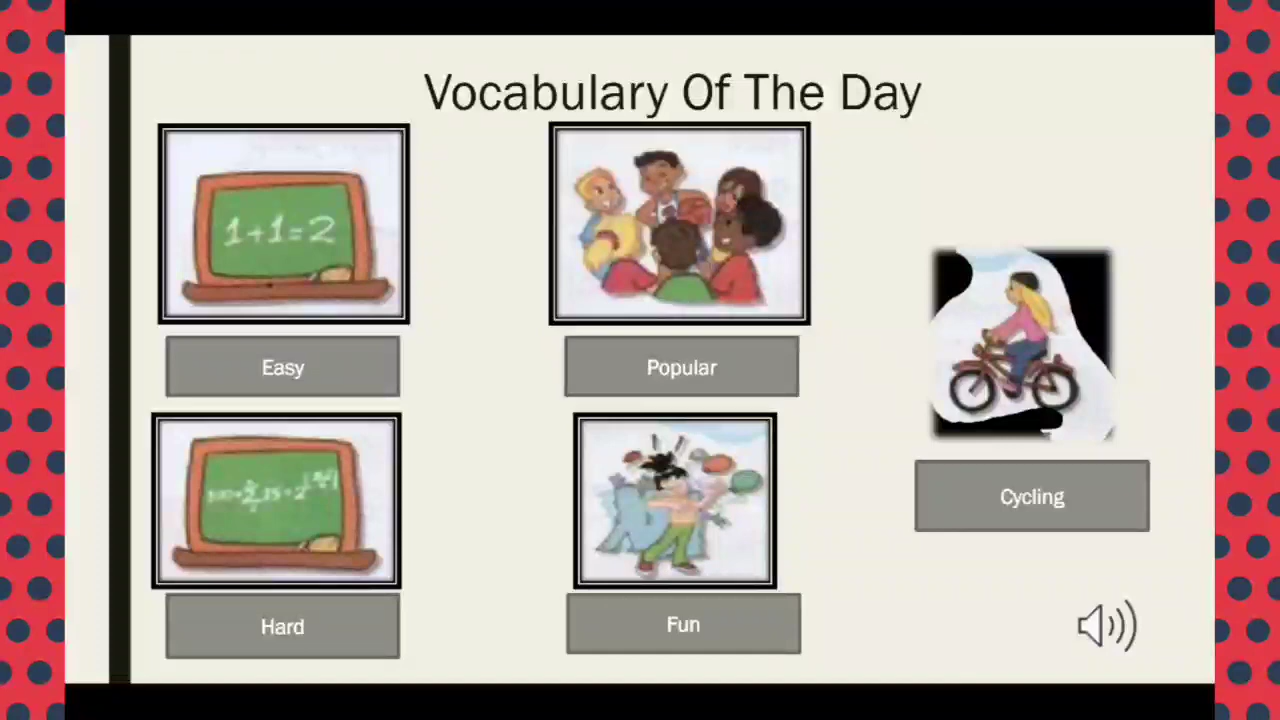 Vocabulary Of The Day
1+1=2
Easy
Popular
Hard
Fun
Cycling